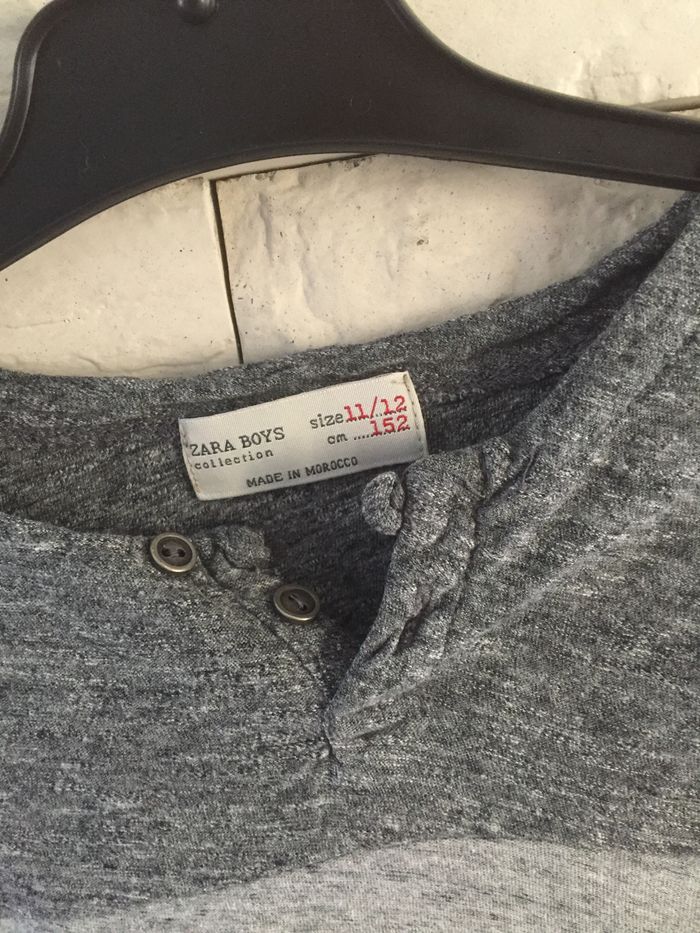 ZARA BOYS
collection
size 11/12
cm .....152
MADE IN MOROCCO